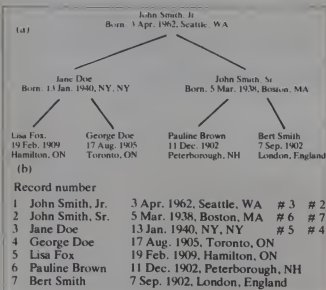 (a)
John Smith, Jr.
Born. 3 Apr. 1962, Seattle, WA
Jane Doe
Born. 13 Jan. 1940, NY, NY
John Smith, Sr.
Born. 5 Mar. 1938, Boston, MA
Lisa Fox.
19 Feb. 1909
Hamilton, ON
George Doe
17 Aug. 1905
Toronto, ON
Pauline Brown
11 Dec. 1902
Peterborough, NH
Bert Smith
7 Sep. 1902
London, England
(b)
Record number
1 John Smith, Jr. 3 Apr. 1962, Seattle, WA # 3 # 2
2 John Smith, Sr. 5 Mar. 1938, Boston, MA # 6 # 7
3 Jane Doe 13 Jan. 1940, NY, NY # 5 # 4
4 George Doe 17 Aug. 1905, Toronto, ON
5 Lisa Fox 19 Feb. 1909, Hamilton, ON
6 Pauline Brown 11 Dec. 1902, Peterborough, NH
7 Bert Smith 7 Sep. 1902, London, England